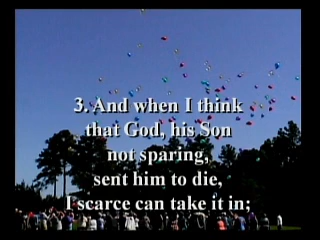 3. And when I think
that God, his Son
not sparing,
sent him to die,
I scarce can take it in;